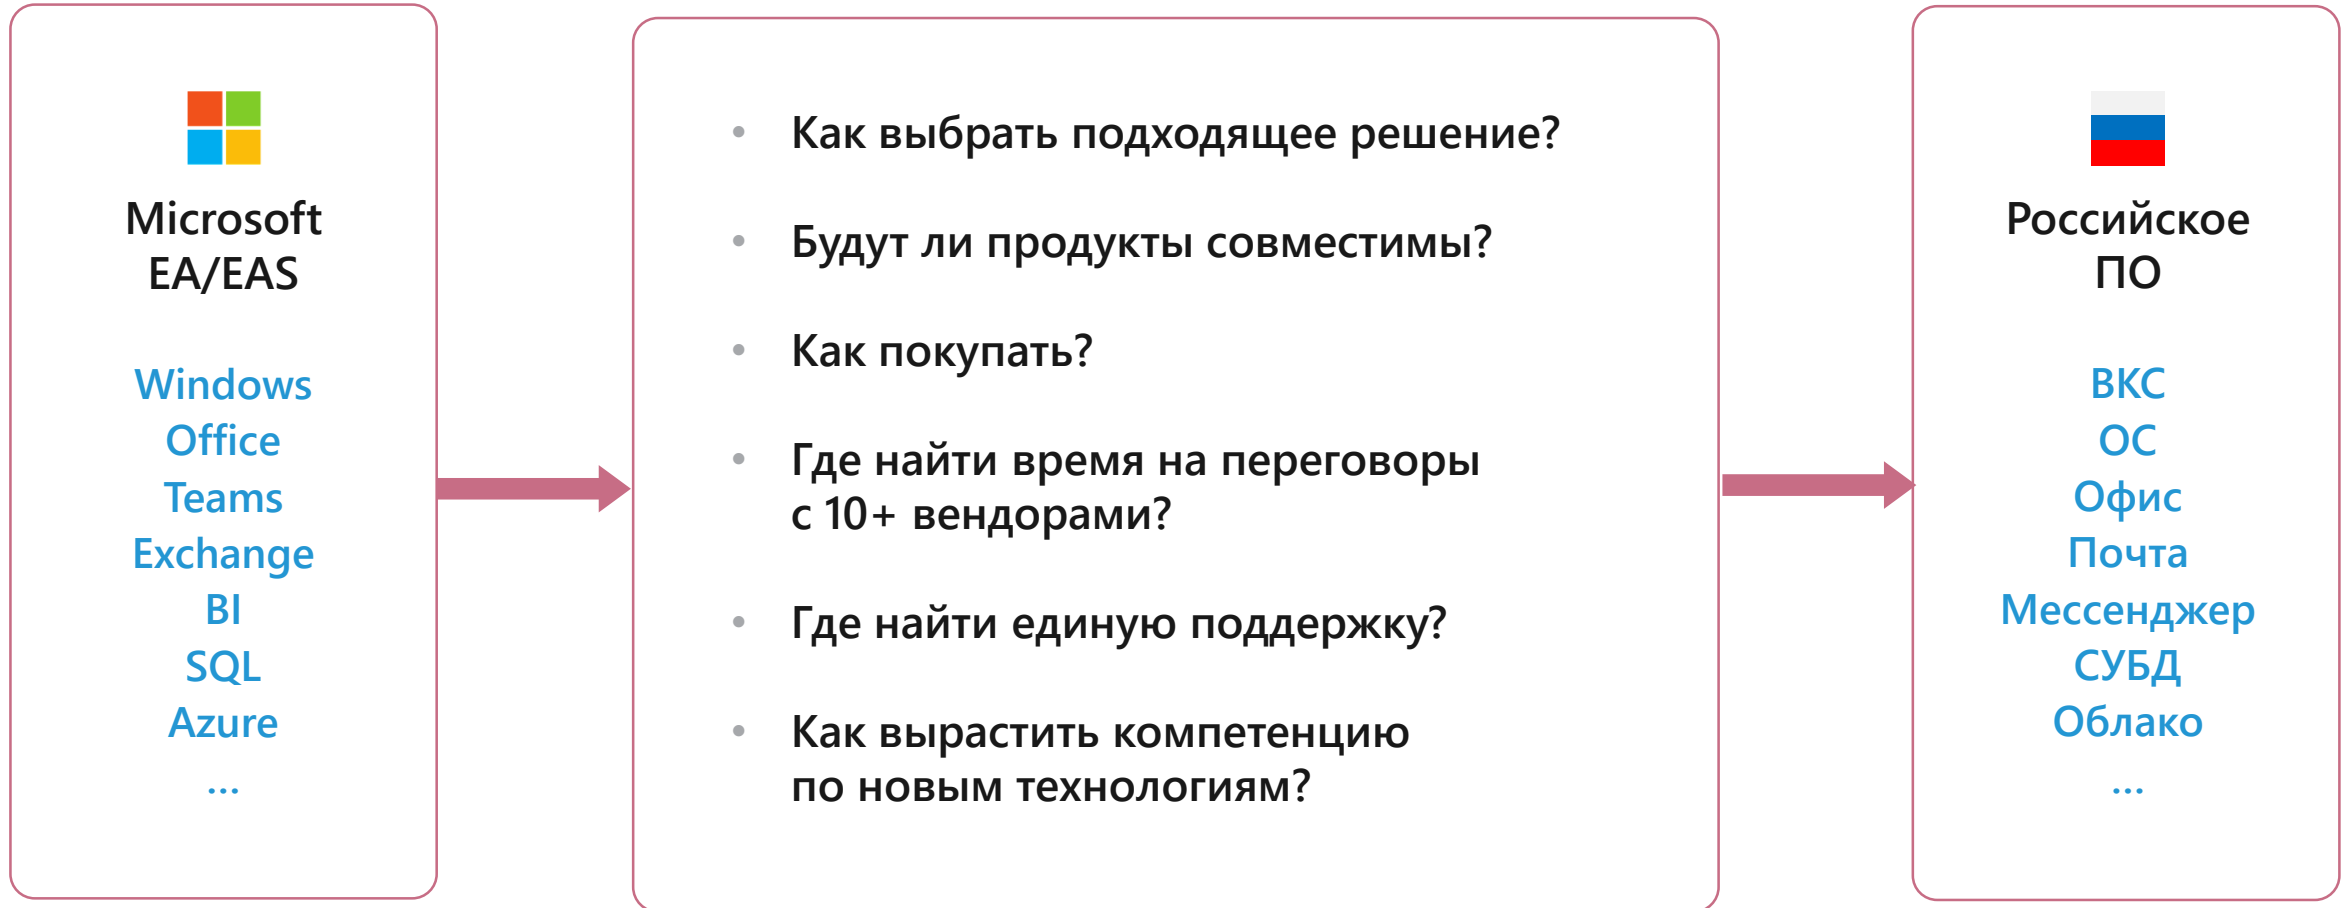 Microsoft
EA/EAS
Windows
Office
Teams
Exchange
BI
SQL
Azure
...
• Как выбрать подходящее решение?
• Будут ли продукты совместимы?
• Как покупать?
• Где найти время на переговоры
с 10+ вендорами?
• Где найти единую поддержку?
• Как вырастить компетенцию
по новым технологиям?
Российское
ПО
ВКС
ОС
Офис
Почта
Мессенджер
СУБД
Облако
...